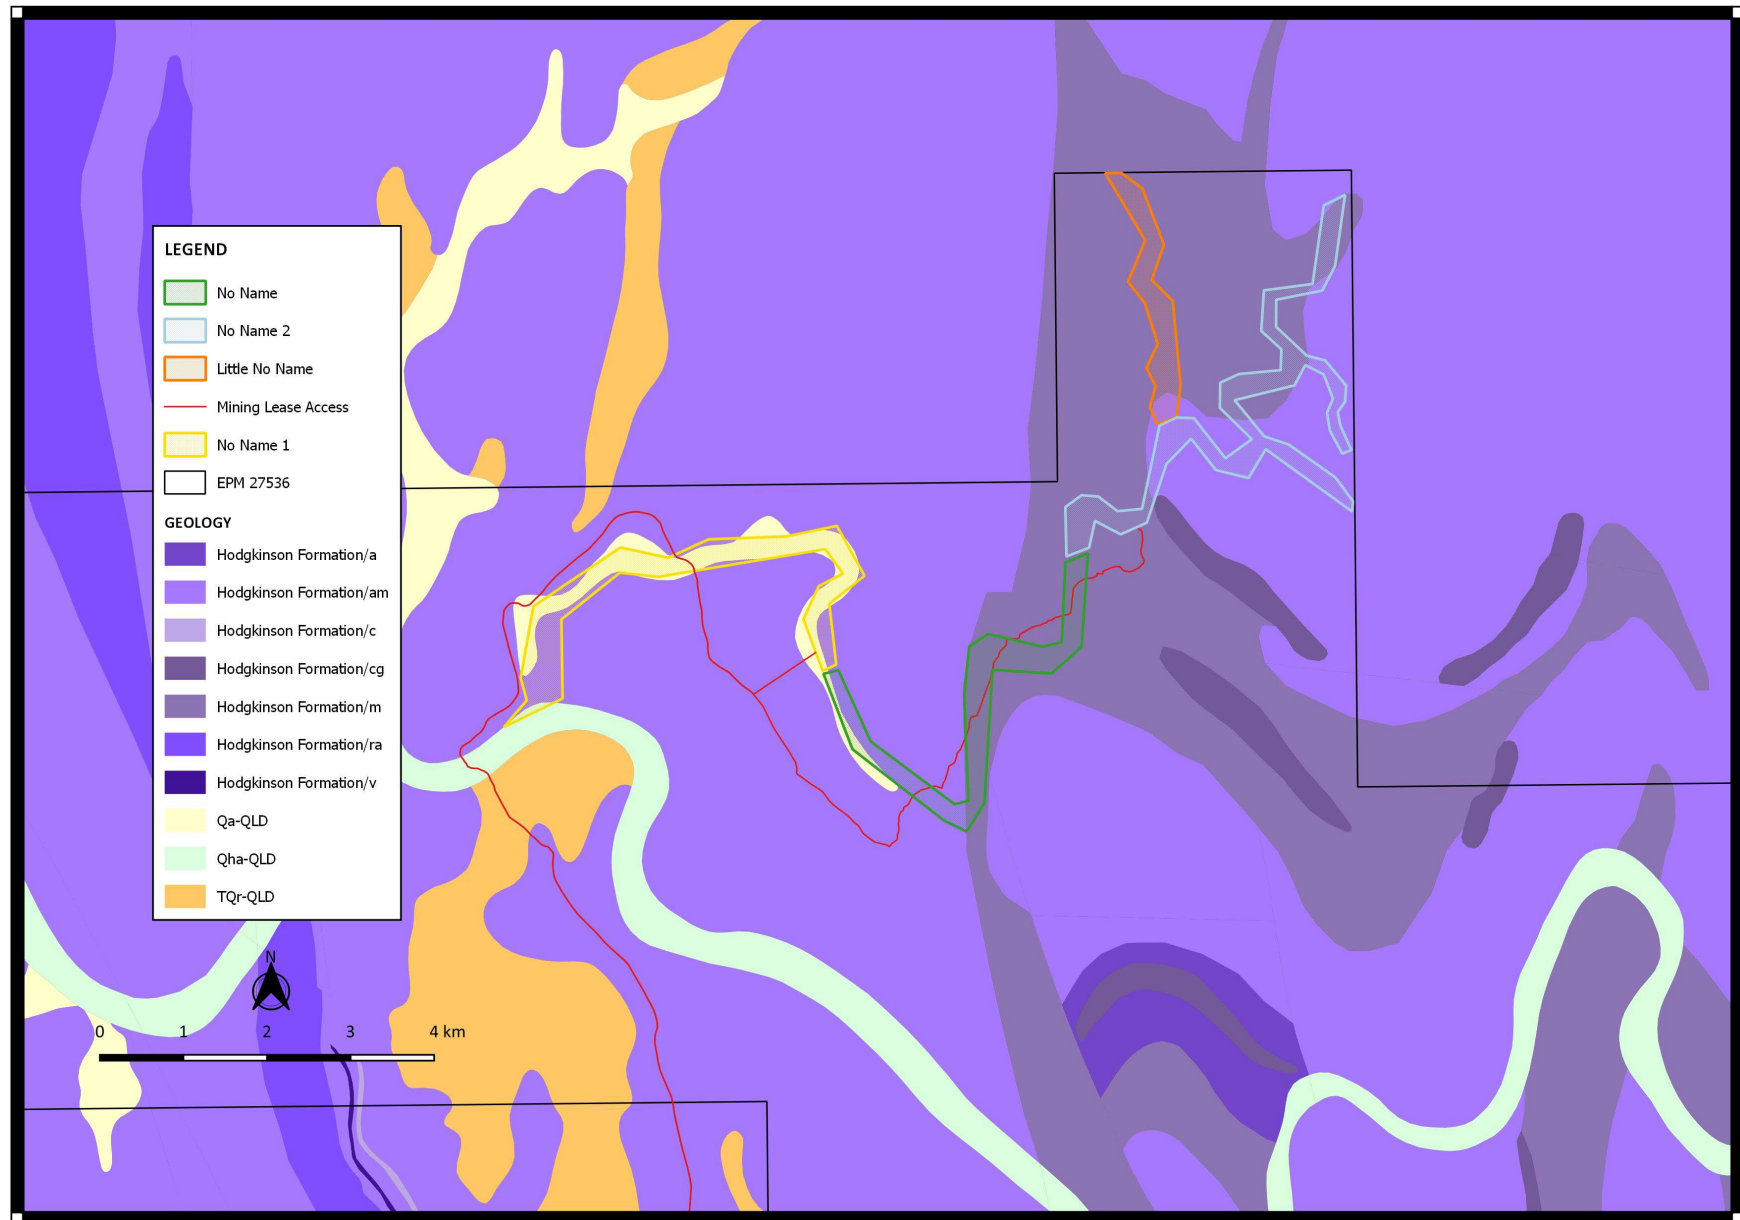 LEGEND
No Name
No Name 2
Little No Name
Mining Lease Access
No Name 1
EPM 27536
GEOLOGY
Hodgkinson Formation/a
Hodgkinson Formation/am
Hodgkinson Formation/c
Hodgkinson Formation/cg
Hodgkinson Formation/m
Hodgkinson Formation/ra
Hodgkinson Formation/v
Qa-QLD
Qha-QLD
TQr-QLD
N
0 1 2 3 4 km